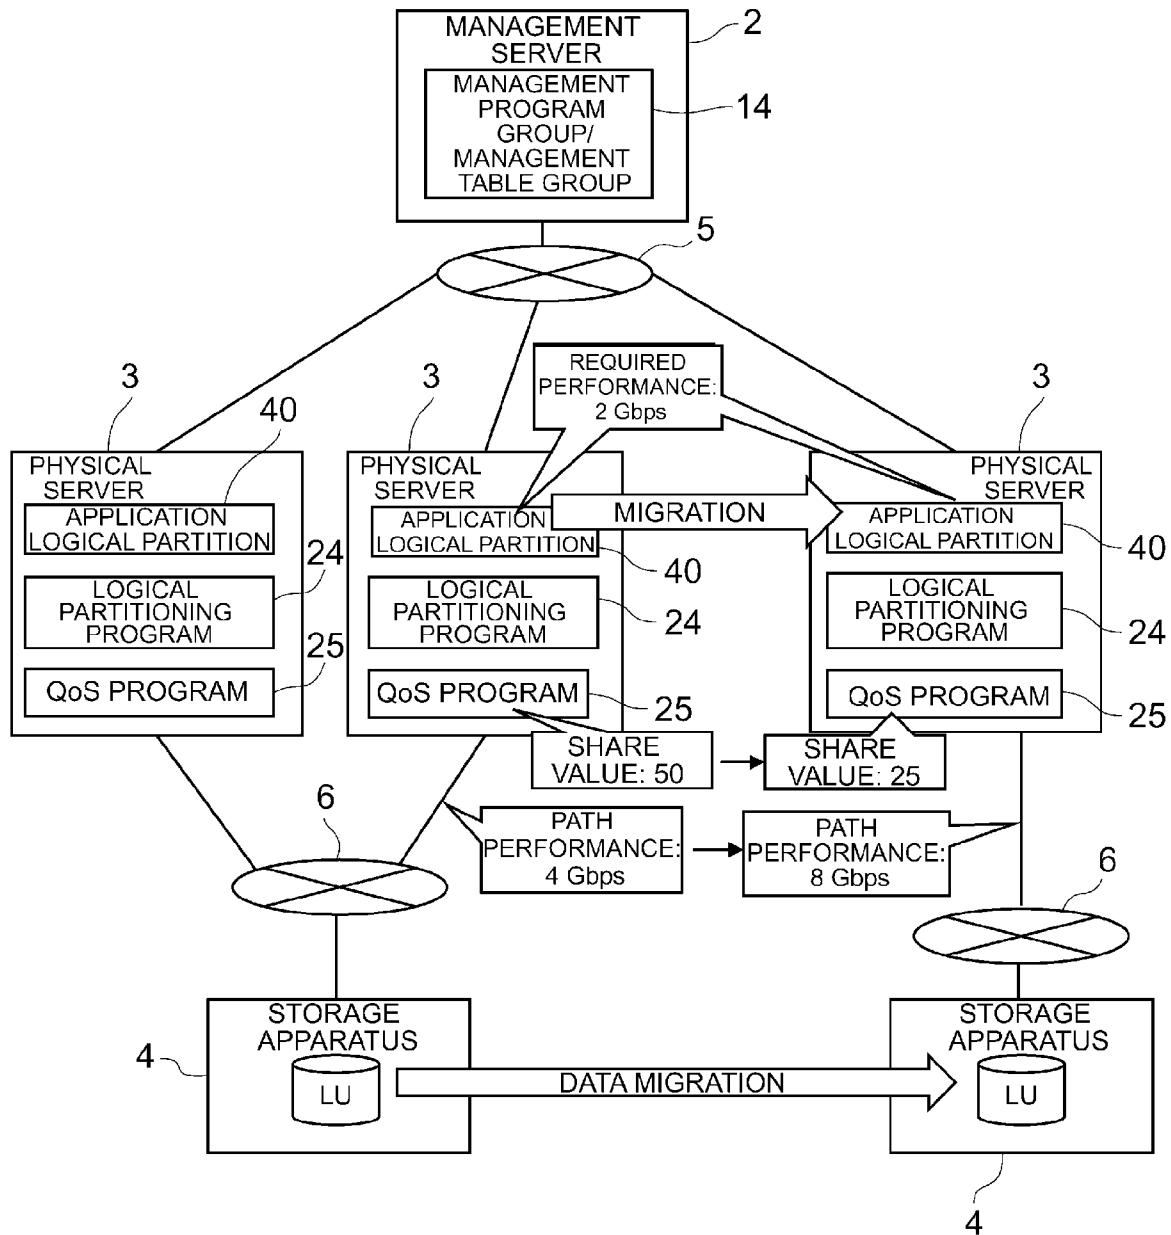 MANAGEMENT
SERVER
2
MANAGEMENT
PROGRAM
GROUP/
MANAGEMENT
TABLE GROUP
14
5
REQUIRED
PERFORMANCE:
2 Gbps
3
40
PHYSICAL
SERVER
APPLICATION
LOGICAL PARTITION
24
LOGICAL
PARTITIONING
PROGRAM
25
QoS PROGRAM
3
PHYSICAL
SERVER
APPLICATION
LOGICAL PARTITION
40
LOGICAL
PARTITIONING
PROGRAM
24
QoS PROGRAM
25
MIGRATION
3
PHYSICAL
SERVER
APPLICATION
LOGICAL PARTITION
40
LOGICAL
PARTITIONING
PROGRAM
24
QoS PROGRAM
25
SHARE
VALUE: 50
SHARE
VALUE: 25
PATH
PERFORMANCE:
4 Gbps
PATH
PERFORMANCE:
8 Gbps
6
6
STORAGE
APPARATUS
4
LU
DATA MIGRATION
STORAGE
APPARATUS
LU
4